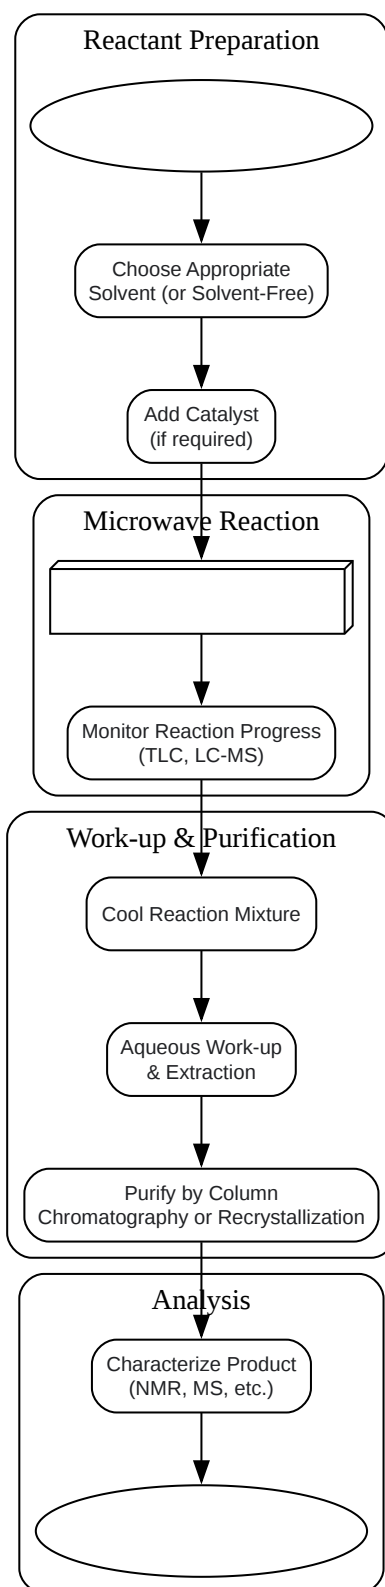 Reactant Preparation
Choose Appropriate
Solvent (or Solvent-Free)
Add Catalyst
(if required)
Microwave Reaction
Monitor Reaction Progress
(TLC, LC-MS)
Work-up & Purification
Cool Reaction Mixture
Aqueous Work-up
& Extraction
Purify by Column
Chromatography or Recrystallization
Analysis
Characterize Product
(NMR, MS, etc.)